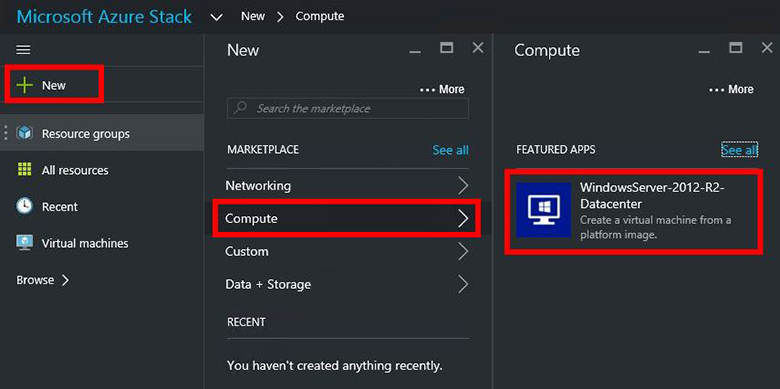 Microsoft Azure Stack New > Compute
New
Resource groups
All resources
Recent
Virtual machines
Browse >
New
••• More
Search the marketplace
MARKETPLACE See all
Networking
Compute
Custom
Data + Storage
RECENT
You haven't created anything recently.
Compute
••• More
FEATURED APPS See all
WindowsServer-2012-R2-
Datacenter
Create a virtual machine from a
platform image.